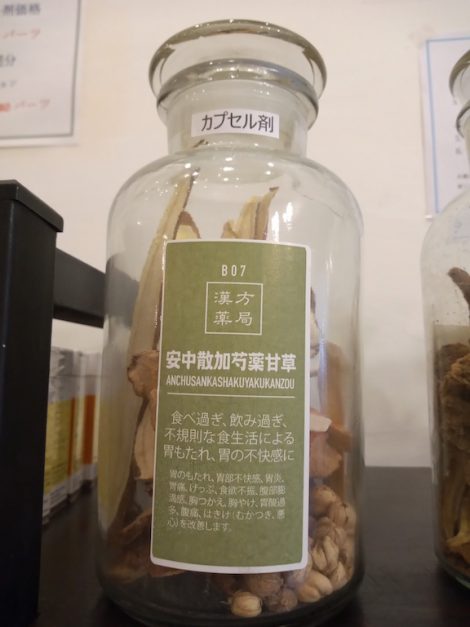 剤価格
カプセル剤
B07
漢方
薬局
安中散加芍薬甘草
ANCHUSANKASHAKUYAKUKANZOU
食べ過ぎ、飲み過ぎ、
不規則な食生活による
胃もたれ、胃の不快感に
胃のもたれ、胃部不快感、胃炎、
胃痛、げっぷ、食欲不振、腹部膨
満感、胸つかえ、胸やけ、胃酸過
多、腹痛、はきけ(むかつき、悪
心)を改善します。